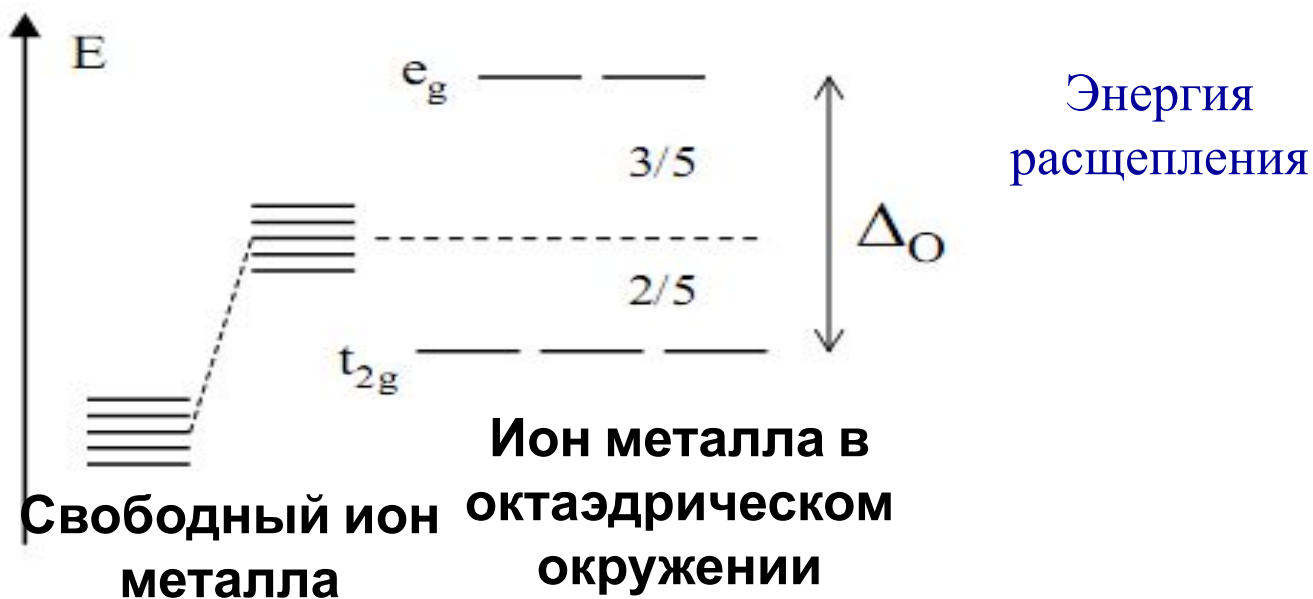 E
e_g
Энергия
расщепления
3/5
Δ_O
2/5
t_2g
Свободный ион
металла
Ион металла в
октаэдрическом
окружении